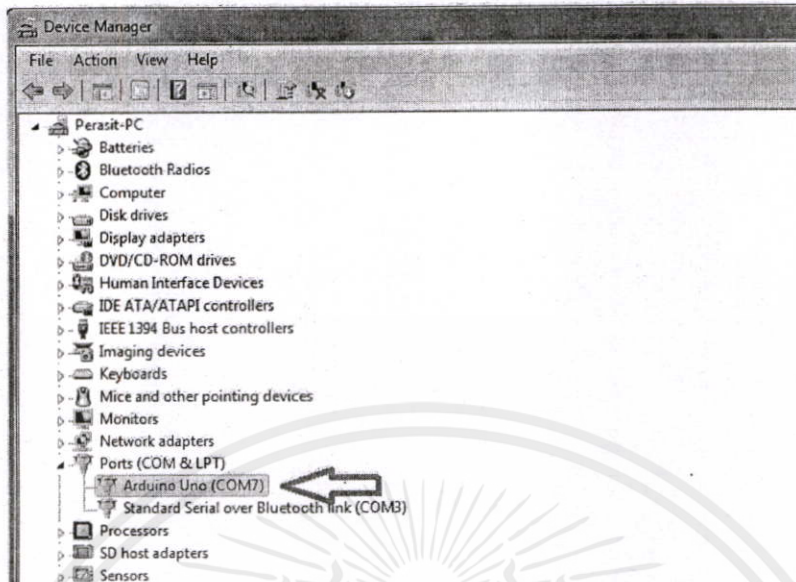 Device Manager
File Action View Help
Perasit-PC
Batteries
Bluetooth Radios
Computer
Disk drives
Display adapters
DVD/CD-ROM drives
Human Interface Devices
IDE ATA/ATAPI controllers
IEEE 1394 Bus host controllers
Imaging devices
Keyboards
Mice and other pointing devices
Monitors
Network adapters
Ports (COM & LPT)
Arduino Uno (COM7)
Standard Serial over Bluetooth link (COM3)
Processors
SD host adapters
Sensors